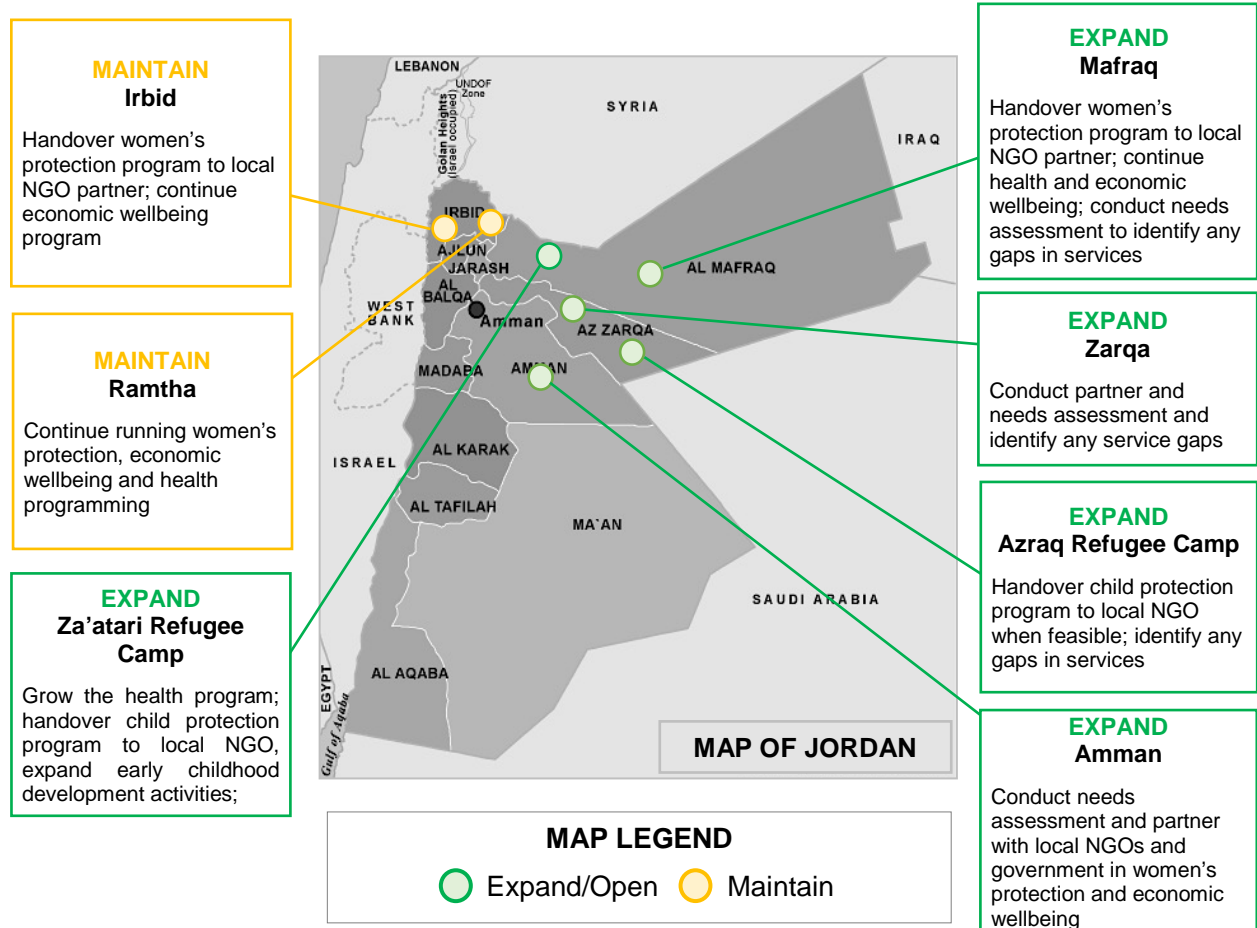 MAINTAIN
Irbid
Handover women's
protection program to local
NGO partner; continue
economic wellbeing
program
MAINTAIN
Ramtha
Continue running women's
protection, economic
wellbeing and health
programming
EXPAND
Za'atari Refugee
Camp
Grow the health program;
handover child protection
program to local NGO,
expand early childhood
development activities;
LEBANON
UNDOF
Zone
Golan Heights
(Israel occupied)
SYRIA
IRAQ
IRBID
AJLUN
JARASH
AL
BALQA
WEST
BANK
Amman
AL MAFRAQ
AZ ZARQA
MADABA
AMMAN
ISRAEL
AL KARAK
AL TAFILAH
MA'AN
SAUDI ARABIA
AL AQABA
EGYPT
Gulf of Aqaba
MAP OF JORDAN
MAP LEGEND
Expand/Open
Maintain
EXPAND
Mafraq
Handover women's
protection program to local
NGO partner; continue
health and economic
wellbeing; conduct needs
assessment to identify any
gaps in services
EXPAND
Zarqa
Conduct partner and
needs assessment and
identify any service gaps
EXPAND
Azraq Refugee Camp
Handover child protection
program to local NGO
when feasible; identify any
gaps in services
EXPAND
Amman
Conduct needs
assessment and partner
with local NGOs and
government in women's
protection and economic
wellbeing